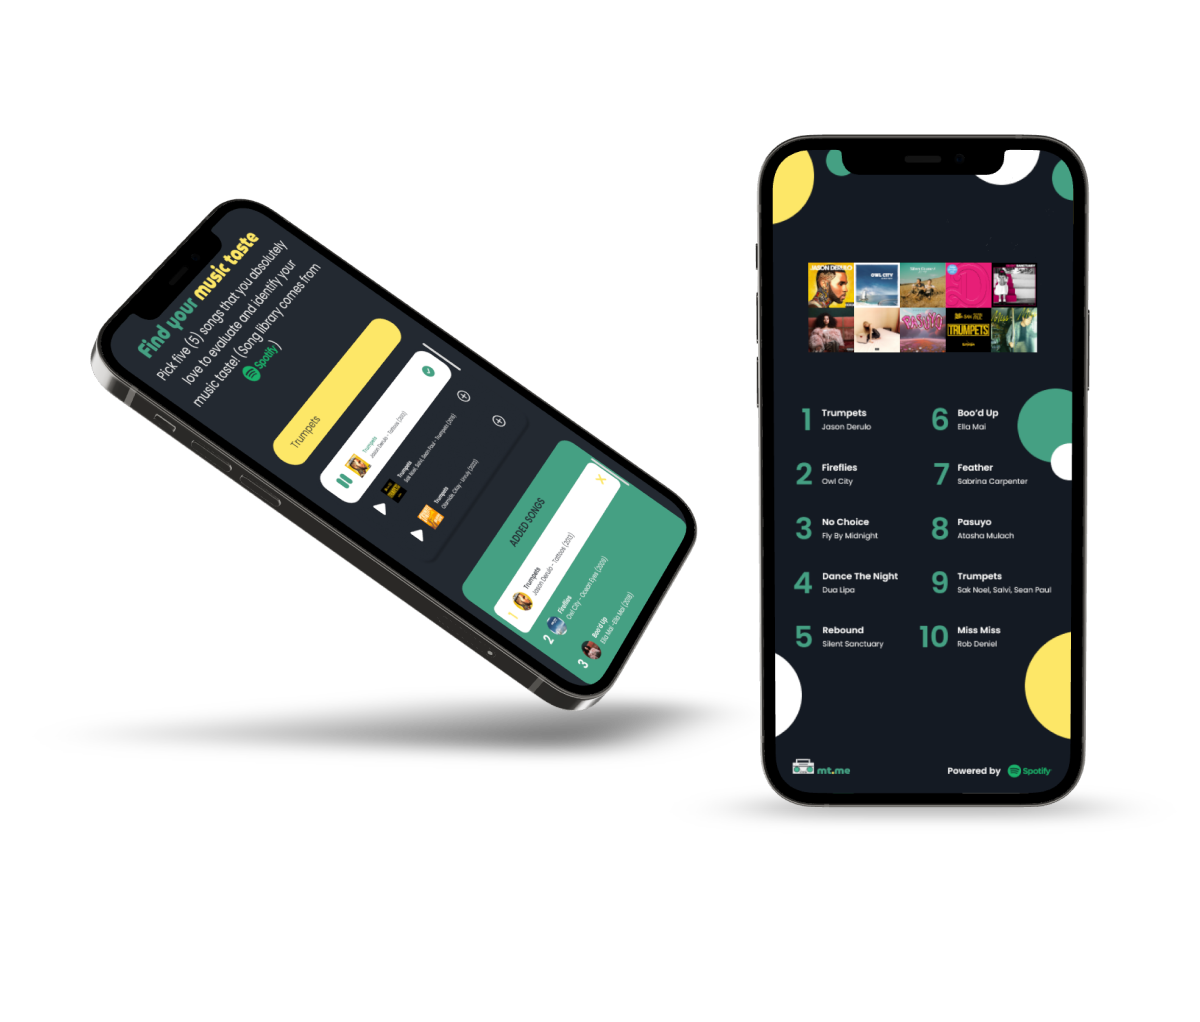 Find your music taste
Pick five (5) songs that you absolutely
love to evaluate and identify your
music taste! (Song library comes from
Spotify)
Trumpets
Trumpets
Jason Derulo - Tattoos (2013)
Trumpets
Sak Noel, Salvi, Sean Paul - Trumpets (2016)
Trumpets
ADDED SONGS
1
Trumpets
Jason Derulo - Tattoos (2013)
2
Fireflies
Owl City - Ocean Eyes (2009)
3
Boo'd Up
Ella Mai - Ella Mai (2018)
JASON DERULO
OWL CITY
TRUMPETS
1 Trumpets
Jason Derulo
2 Fireflies
Owl City
3 No Choice
Fly By Midnight
4 Dance The Night
Dua Lipa
5 Rebound
Silent Sanctuary
6 Boo'd Up
Ella Mai
7 Feather
Sabrina Carpenter
8 Pasuyo
Atasha Mulach
9 Trumpets
Sak Noel, Salvi, Sean Paul
10 Miss Miss
Rob Deniel
mt.me
Powered by Spotify